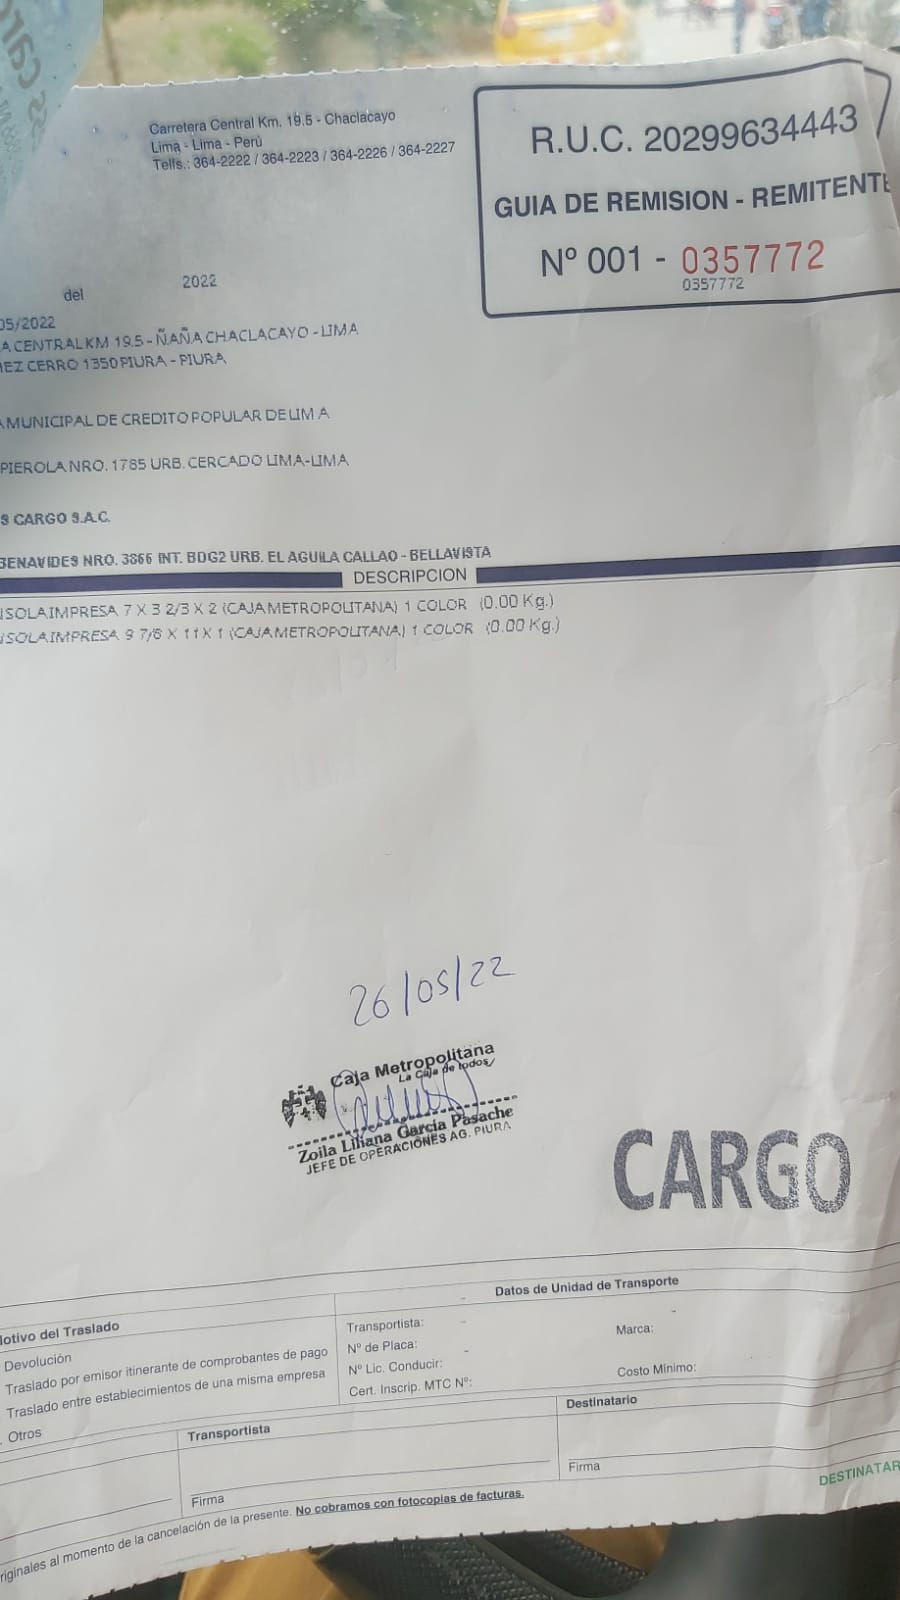 Carretera Central Km. 19.5 - Chaclacayo
Lima - Lima - Perú
Telfs.: 364-2222 / 364-2223 / 364-2226 / 364-2227
R.U.C. 20299634443
GUIA DE REMISION - REMITENTE
Nº 001 - 0357772
0357772
del 2022
05/2022
A CENTRAL KM 19.5 - ÑAÑA CHACLACAYO - LIMA
EZ CERRO 1350 PIURA - PIURA
A MUNICIPAL DE CREDITO POPULAR DE LIMA
PIEROLA NRO. 1785 URB. CERCADO LIMA-LIMA
S CARGO S.A.C.
BENAVIDES NRO. 3866 INT. BDG2 URB. EL AGUILA CALLAO - BELLAVISTA
DESCRIPCION
SOLA IMPRESA 7 X 3 2/3 X 2 (CAJA METROPOLITANA) 1 COLOR (0.00 Kg.)
SOLA IMPRESA 9 7/8 X 11 X 1 (CAJA METROPOLITANA) 1 COLOR (0.00 Kg.)
26/05/22
Caja Metropolitana
La Caja de todos
Zoila Liliana García Pasache
JEFE DE OPERACIONES AG. PIURA
CARGO
Motivo del Traslado
Devolución
Traslado por emisor itinerante de comprobantes de pago
Traslado entre establecimientos de una misma empresa
Otros
Datos de Unidad de Transporte
Transportista: -
Nº de Placa: -
Nº Lic. Conducir: -
Cert. Inscrip. MTC Nº:
Marca: -
Costo Minimo:
Transportista
Firma
Destinatario
Firma
DESTINATAR
riginales al momento de la cancelación de la presente. No cobramos con fotocopias de facturas.